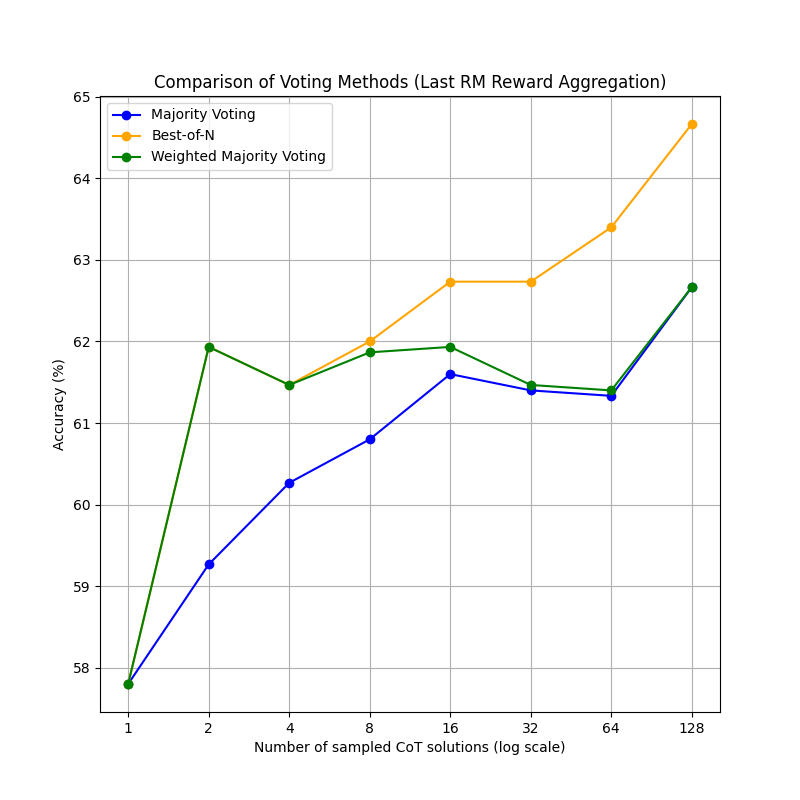 Comparison of Voting Methods (Last RM Reward Aggregation)
Majority Voting
Best-of-N
Weighted Majority Voting
65
64
63
62
61
60
59
58
Accuracy (%)
1 2 4 8 16 32 64 128
Number of sampled CoT solutions (log scale)